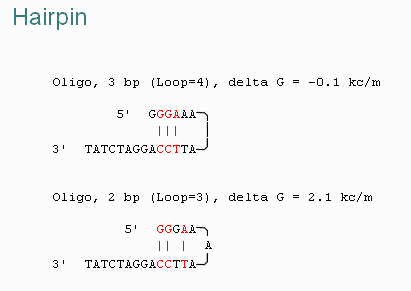 Hairpin
Oligo, 3 bp (Loop=4), delta G = -0.1 kc/m
5' GGGAAA
|||
3' TATCTAGGACCTTA
Oligo, 2 bp (Loop=3), delta G = 2.1 kc/m
5' GGGAA
|| | A
3' TATCTAGGACCTTA